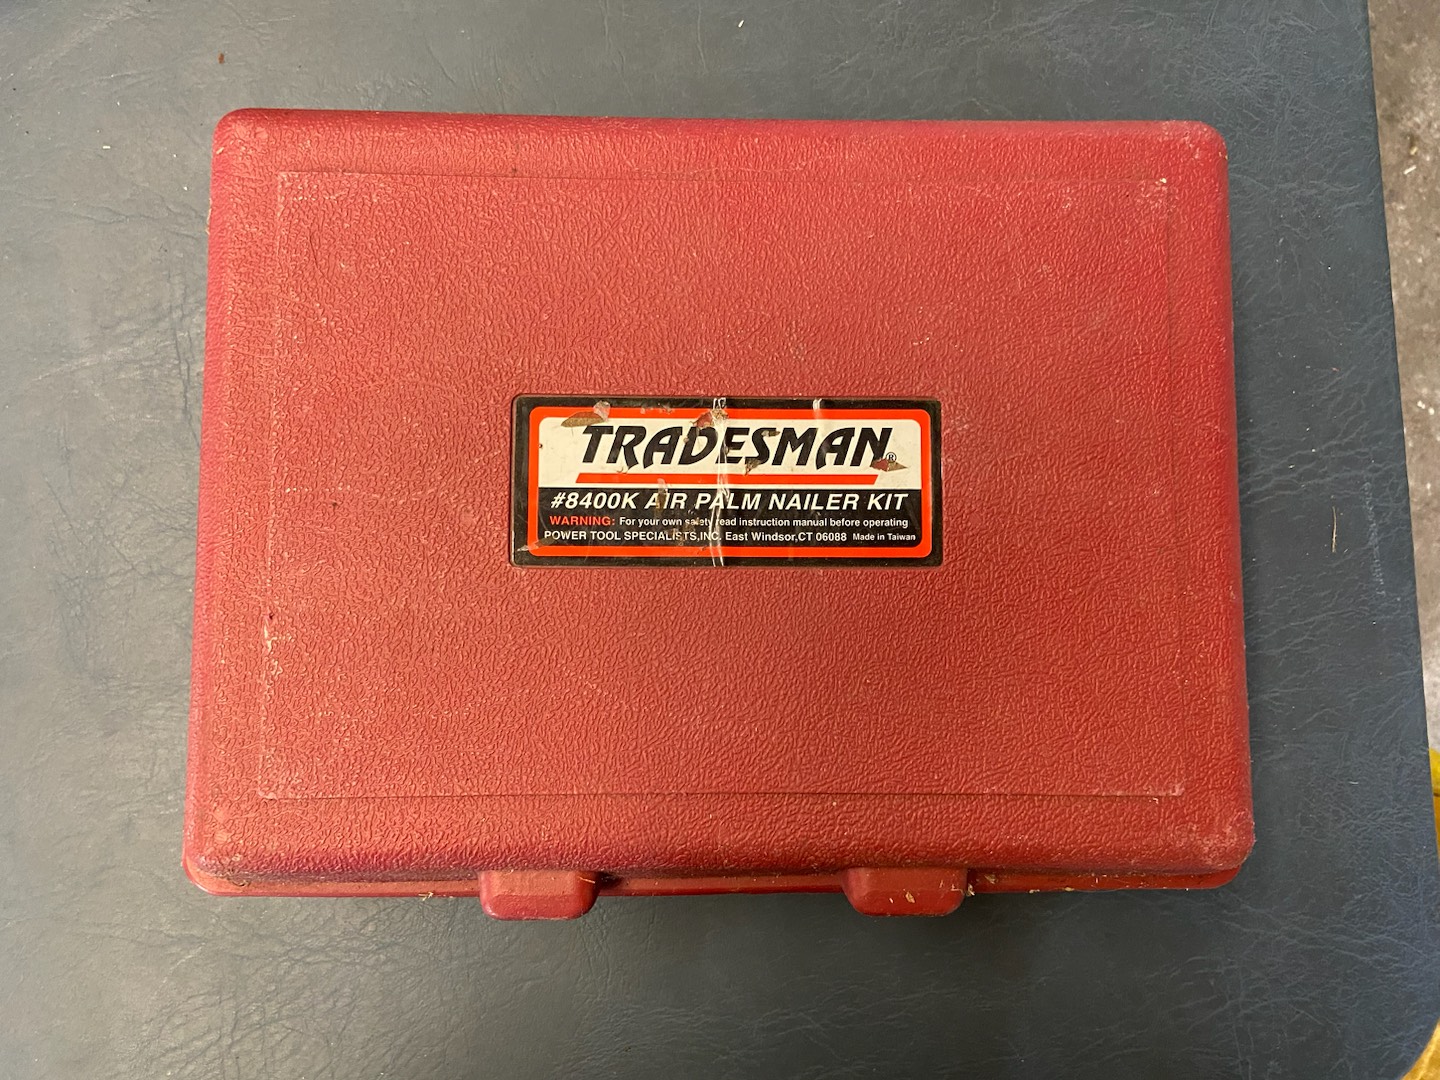 TRADESMAN®
#8400K AIR PALM NAILER KIT
WARNING: For your own safety read instruction manual before operating
POWER TOOL SPECIALISTS,INC. East Windsor,CT 06088 Made in Taiwan